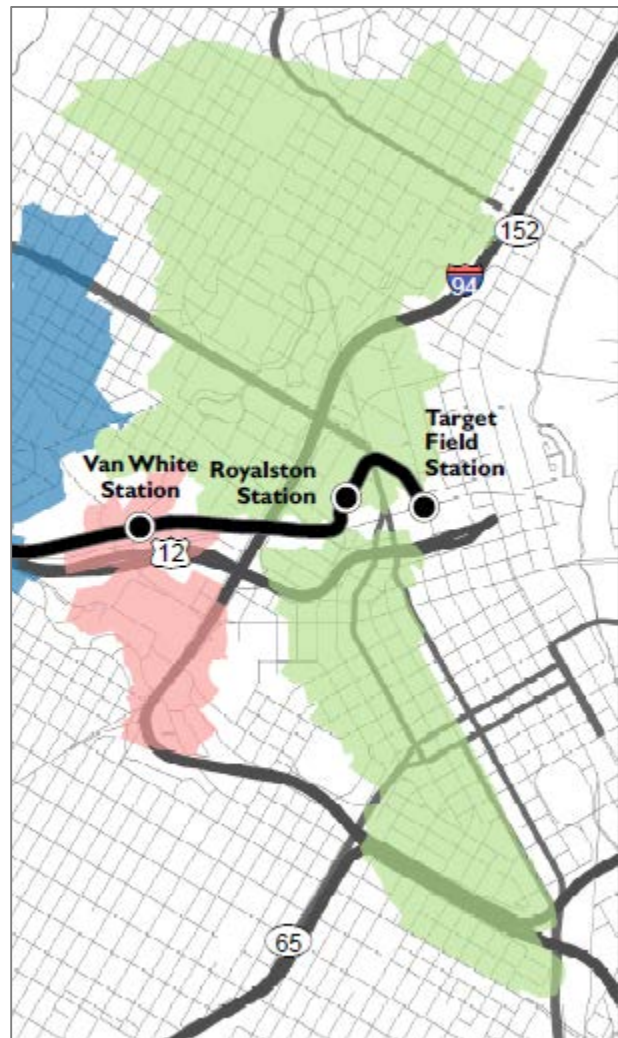 152
94
Target
Field
Station
Van White
Station
Royalston
Station
12
65